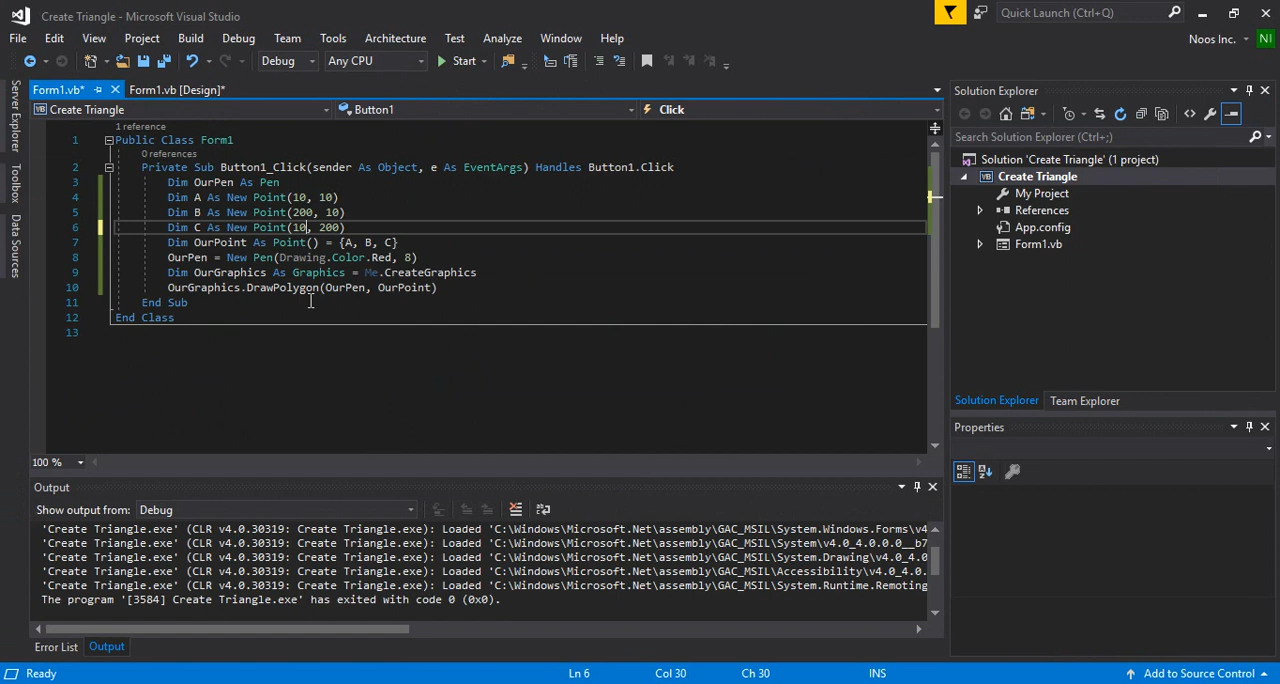 Create Triangle - Microsoft Visual Studio
Quick Launch (Ctrl+Q)
File Edit View Project Build Debug Team Tools Architecture Test Analyze Window Help
Noos Inc. NI
Debug Any CPU Start
Server Explorer
Toolbox
Data Sources
Form1.vb* Form1.vb [Design]*
Create Triangle Button1 Click
1 reference
1 Public Class Form1
0 references
2 Private Sub Button1_Click(sender As Object, e As EventArgs) Handles Button1.Click
3 Dim OurPen As Pen
4 Dim A As New Point(10, 10)
5 Dim B As New Point(200, 10)
6 Dim C As New Point(10, 200)
7 Dim OurPoint As Point() = {A, B, C}
8 OurPen = New Pen(Drawing.Color.Red, 8)
9 Dim OurGraphics As Graphics = Me.CreateGraphics
10 OurGraphics.DrawPolygon(OurPen, OurPoint)
11 End Sub
12 End Class
13
100 %
Output
Show output from: Debug
'Create Triangle.exe' (CLR v4.0.30319: Create Triangle.exe): Loaded 'C:\Windows\Microsoft.Net\assembly\GAC_MSIL\System.Windows.Forms\v4
'Create Triangle.exe' (CLR v4.0.30319: Create Triangle.exe): Loaded 'C:\Windows\Microsoft.Net\assembly\GAC_MSIL\System\v4.0_4.0.0.0__b7
'Create Triangle.exe' (CLR v4.0.30319: Create Triangle.exe): Loaded 'C:\Windows\Microsoft.Net\assembly\GAC_MSIL\System.Drawing\v4.0_4.0
'Create Triangle.exe' (CLR v4.0.30319: Create Triangle.exe): Loaded 'C:\Windows\Microsoft.Net\assembly\GAC_MSIL\Accessibility\v4.0_4.0.
'Create Triangle.exe' (CLR v4.0.30319: Create Triangle.exe): Loaded 'C:\Windows\Microsoft.Net\assembly\GAC_MSIL\System.Runtime.Remoting
The program '[3584] Create Triangle.exe' has exited with code 0 (0x0).
Error List Output
Solution Explorer
Search Solution Explorer (Ctrl+;)
Solution 'Create Triangle' (1 project)
Create Triangle
My Project
References
App.config
Form1.vb
Solution Explorer Team Explorer
Properties
Ready Ln 6 Col 30 Ch 30 INS Add to Source Control